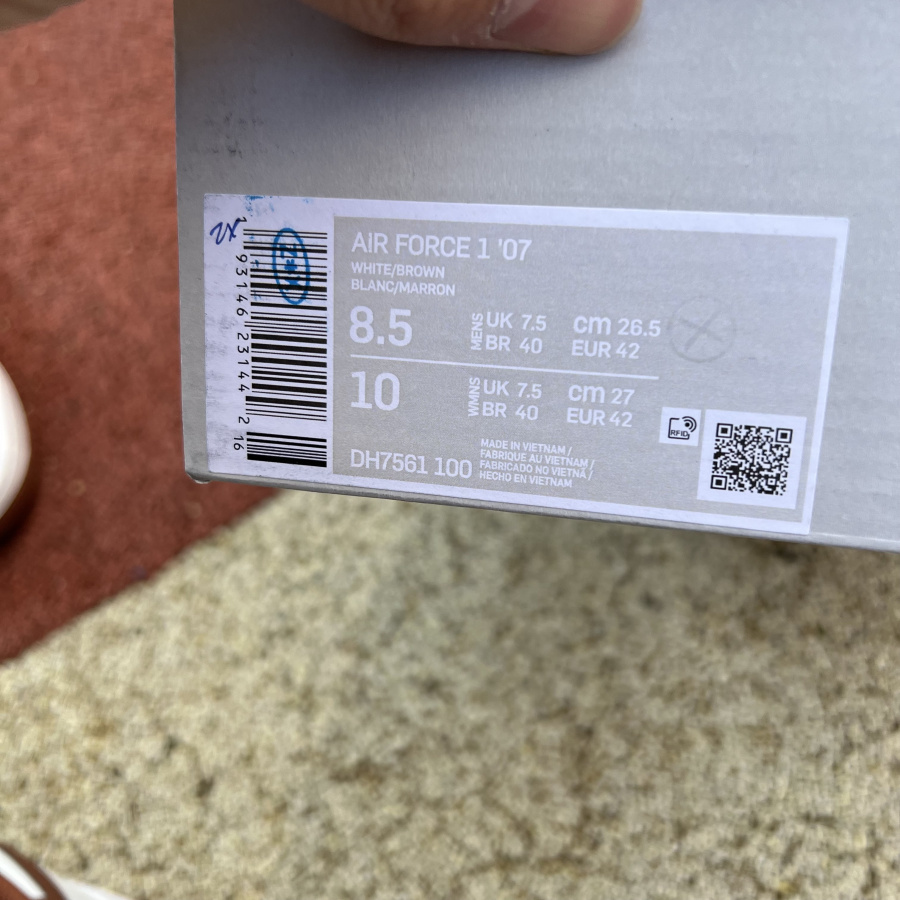 AIR FORCE 1 '07
WHITE/BROWN
BLANC/MARRON
8.5
MENS
UK 7.5 cm 26.5
BR 40 EUR 42
10
WMNS
UK 7.5 cm 27
BR 40 EUR 42
DH7561 100
MADE IN VIETNAM /
FABRIQUE AU VIETNAM /
FABRICADO NO VIETNÃ /
HECHO EN VIETNAM
RFID
1 93146 23144 2 16